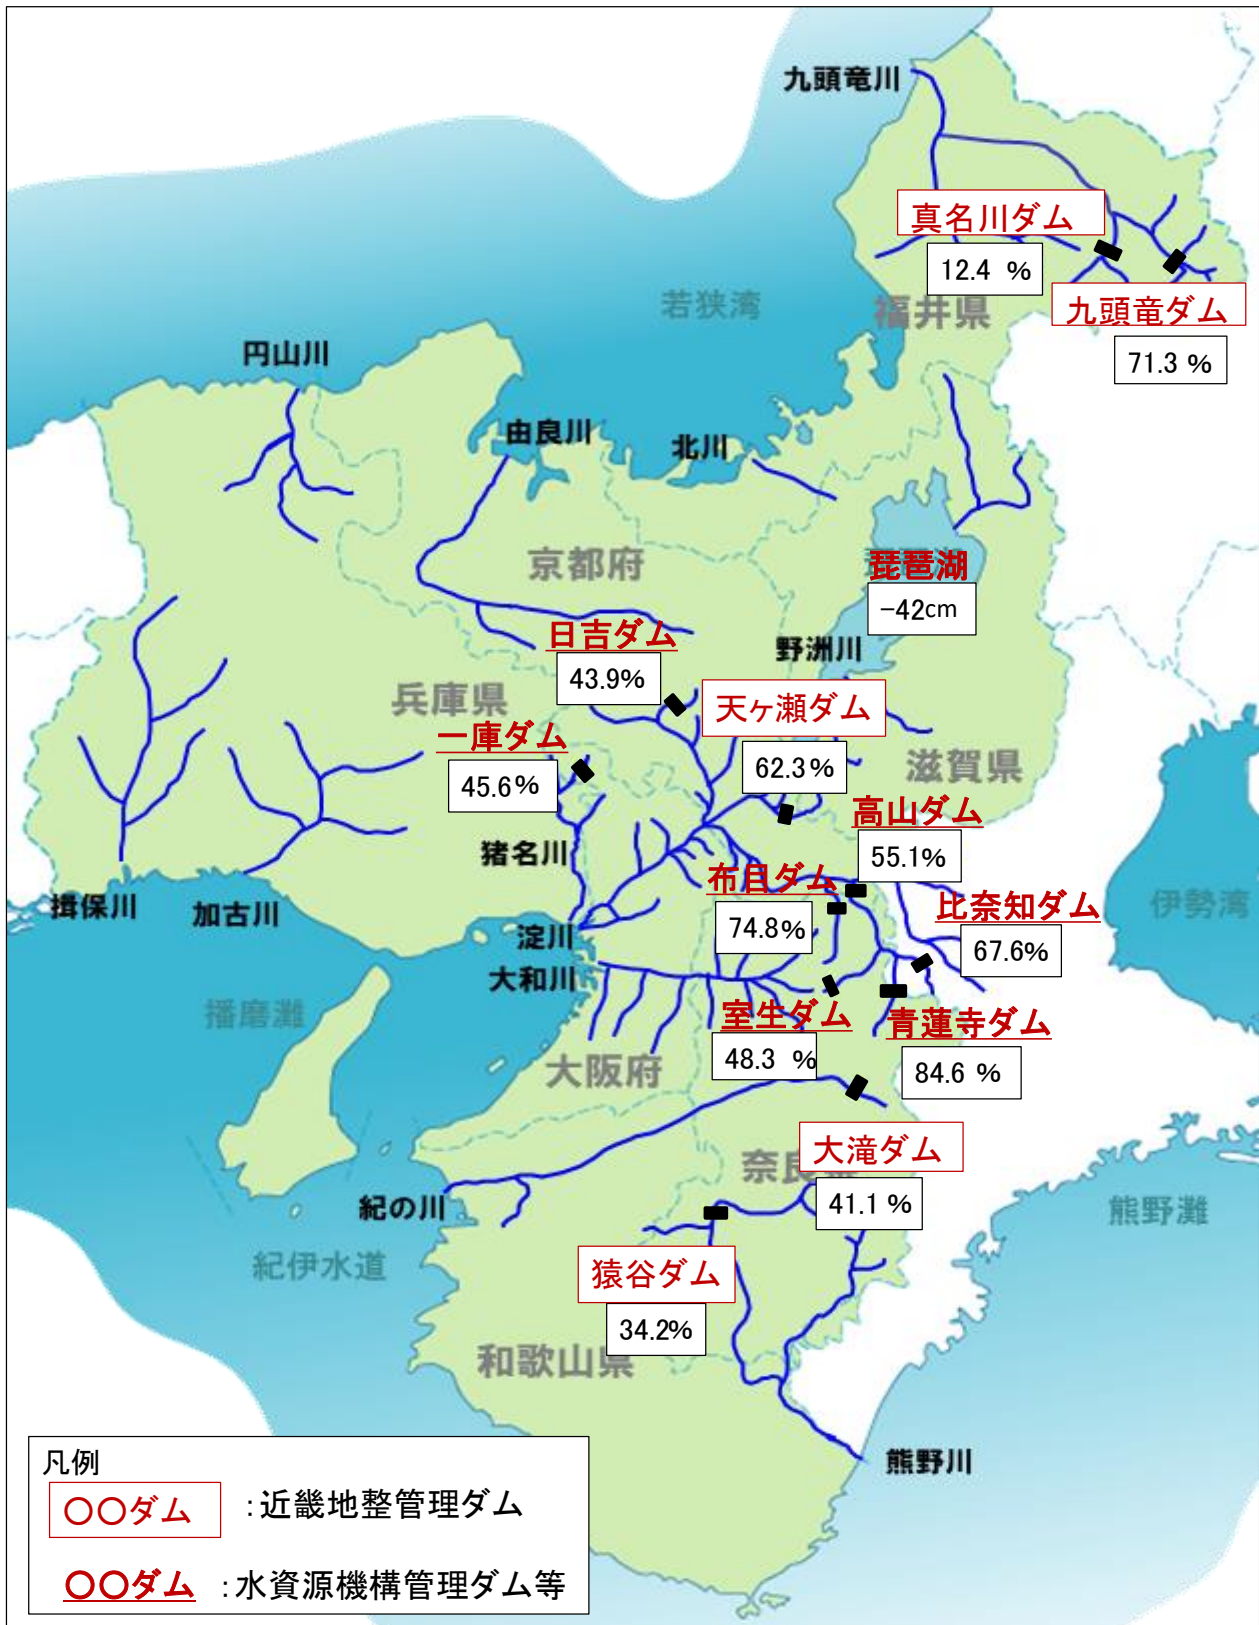 九頭竜川
真名川ダム
12.4 %
若狭湾
福井県
九頭竜ダム
71.3 %
円山川
由良川
北川
京都府
琵琶湖
-42cm
日吉ダム
43.9%
野洲川
兵庫県
天ヶ瀬ダム
62.3%
滋賀県
一庫ダム
45.6%
高山ダム
55.1%
猪名川
布目ダム
74.8%
比奈知ダム
67.6%
揖保川
加古川
伊勢湾
淀川
大和川
播磨灘
室生ダム
48.3 %
青蓮寺ダム
84.6 %
大阪府
大滝ダム
41.1 %
奈良県
紀の川
熊野灘
紀伊水道
猿谷ダム
34.2%
和歌山県
熊野川
凡例
〇〇ダム :近畿地整管理ダム
〇〇ダム :水資源機構管理ダム等